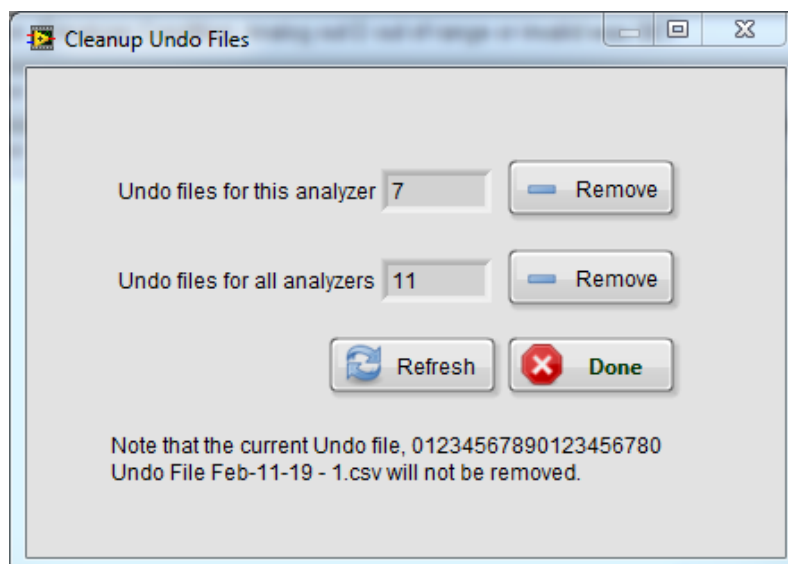 Cleanup Undo Files
Undo files for this analyzer 7 Remove
Undo files for all analyzers 11 Remove
Refresh Done
Note that the current Undo file, 01234567890123456780
Undo File Feb-11-19 - 1.csv will not be removed.